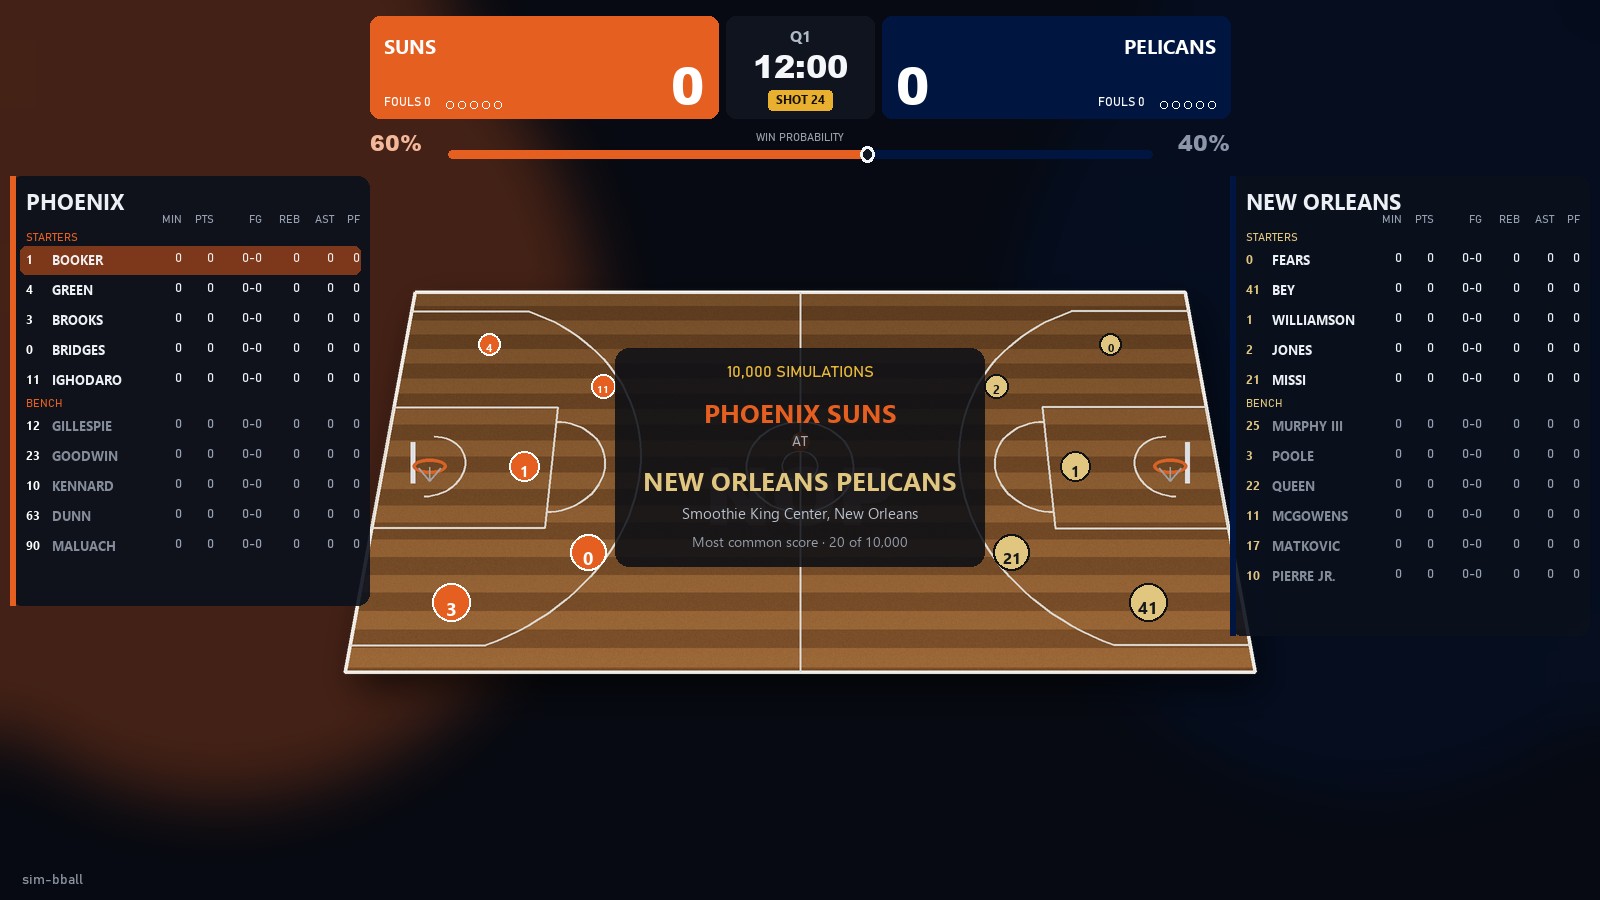 SUNS
0
FOULS 0
Q1
12:00
SHOT 24
PELICANS
0
FOULS 0
60%
WIN PROBABILITY
40%
PHOENIX
MIN PTS FG REB AST PF
STARTERS
1 BOOKER 0 0 0-0 0 0 0
4 GREEN 0 0 0-0 0 0 0
3 BROOKS 0 0 0-0 0 0 0
0 BRIDGES 0 0 0-0 0 0 0
11 IGHODARO 0 0 0-0 0 0 0
BENCH
12 GILLESPIE 0 0 0-0 0 0 0
23 GOODWIN 0 0 0-0 0 0 0
10 KENNARD 0 0 0-0 0 0 0
63 DUNN 0 0 0-0 0 0 0
90 MALUACH 0 0 0-0 0 0 0
4
11
1
0
3
10,000 SIMULATIONS
PHOENIX SUNS
AT
NEW ORLEANS PELICANS
Smoothie King Center, New Orleans
Most common score · 20 of 10,000
0
2
1
21
41
NEW ORLEANS
MIN PTS FG REB AST PF
STARTERS
0 FEARS 0 0 0-0 0 0 0
41 BEY 0 0 0-0 0 0 0
1 WILLIAMSON 0 0 0-0 0 0 0
2 JONES 0 0 0-0 0 0 0
21 MISSI 0 0 0-0 0 0 0
BENCH
25 MURPHY III 0 0 0-0 0 0 0
3 POOLE 0 0 0-0 0 0 0
22 QUEEN 0 0 0-0 0 0 0
11 MCGOWENS 0 0 0-0 0 0 0
17 MATKOVIC 0 0 0-0 0 0 0
10 PIERRE JR. 0 0 0-0 0 0 0
sim-bball